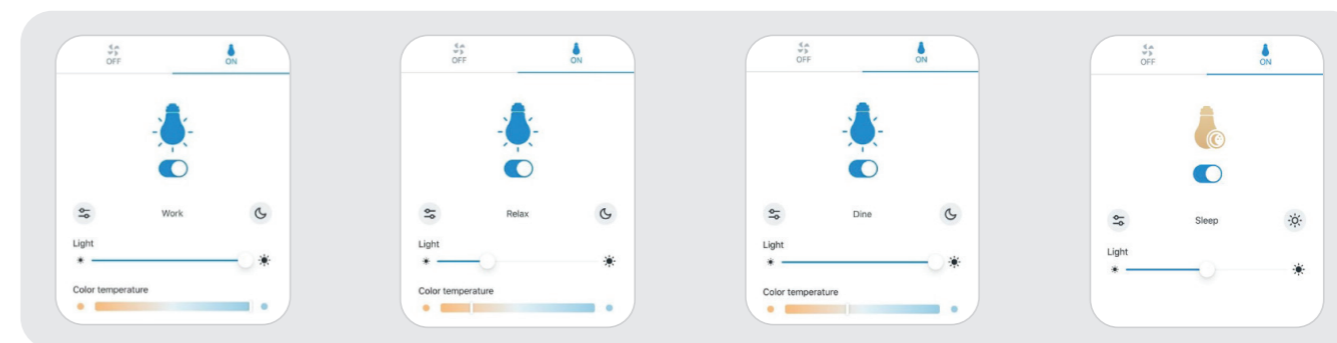 OFF ON
Work
Light
Color temperature
OFF ON
Relax
Light
Color temperature
OFF ON
Dine
Light
Color temperature
OFF ON
Sleep
Light